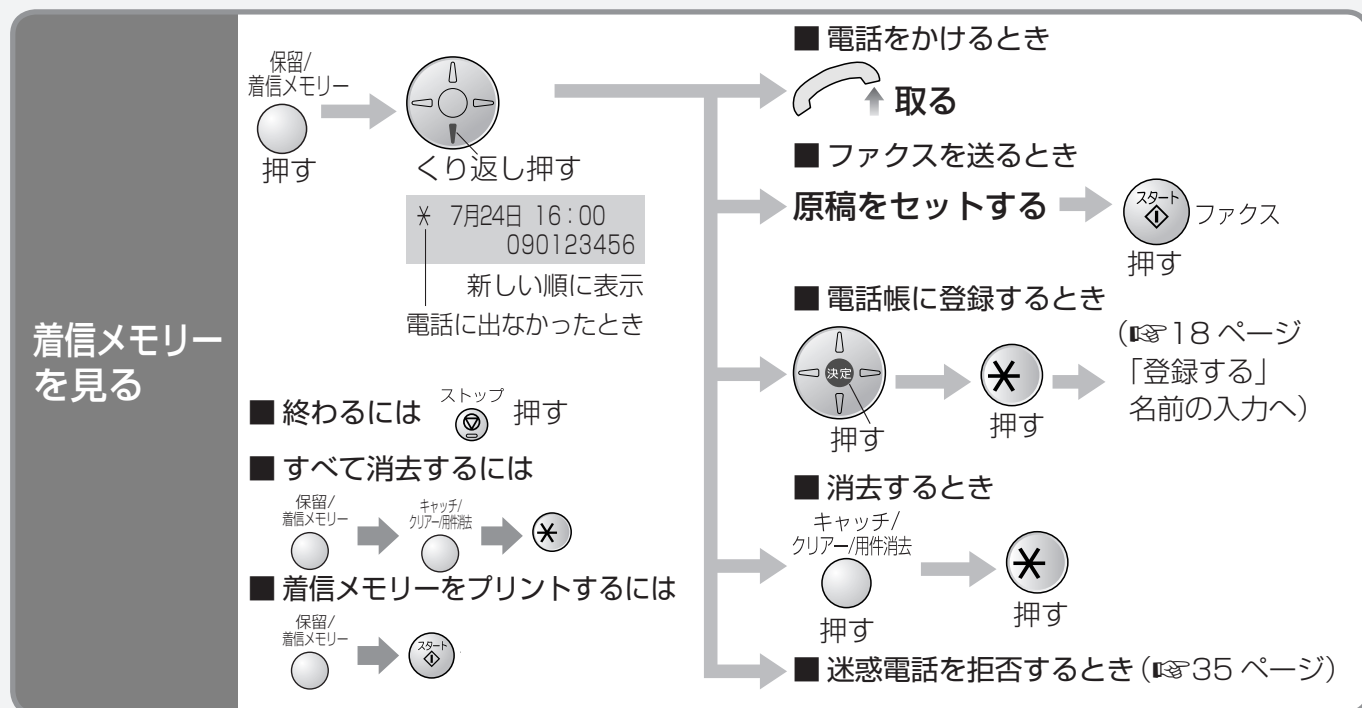 着信メモリー
を見る
保留/
着信メモリー
押す
くり返し押す
＊ 7月24日 16:00
090123456
新しい順に表示
電話に出なかったとき
■ 終わるには ストップ 押す
■ すべて消去するには
保留/
着信メモリー
キャッチ/
クリアー/用件消去
＊
■ 着信メモリーをプリントするには
保留/
着信メモリー
スタート
■ 電話をかけるとき
取る
■ ファクスを送るとき
原稿をセットする
スタート
ファクス
押す
■ 電話帳に登録するとき
決定
押す
＊
押す
(☞18 ページ
「登録する」
名前の入力へ)
■ 消去するとき
キャッチ/
クリアー/用件消去
押す
＊
押す
■ 迷惑電話を拒否するとき(☞35 ページ)